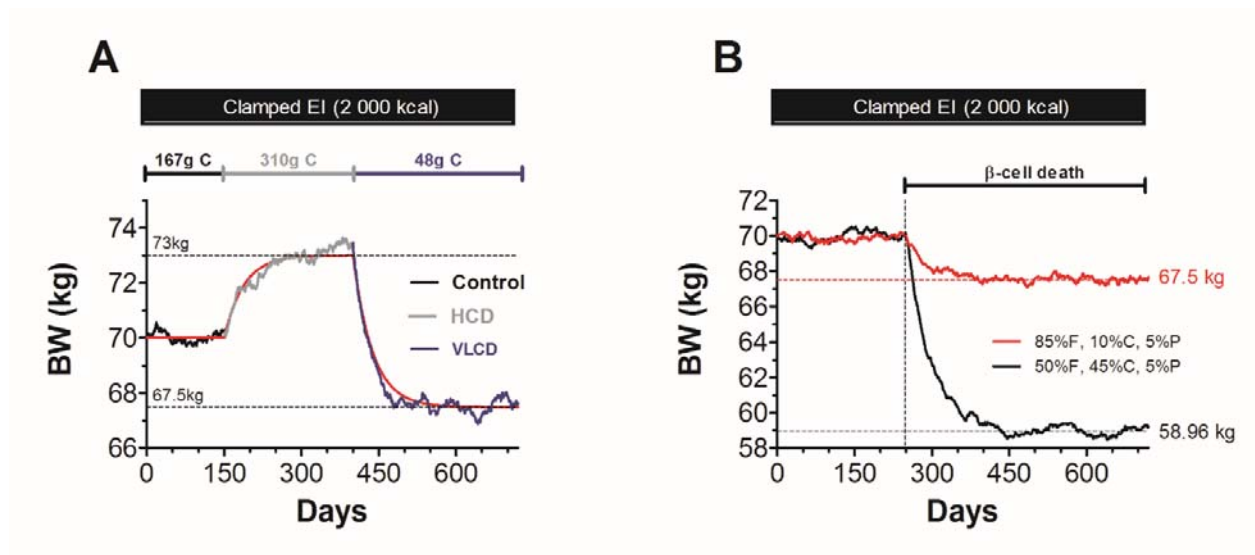 A
Clamped EI (2 000 kcal)
167g C 310g C 48g C
BW (kg)
74
72
70
68
66
73kg
67.5kg
Control
HCD
VLCD
0 150 300 450 600
Days
B
Clamped EI (2 000 kcal)
β-cell death
BW (kg)
72
70
68
66
64
62
60
58
67.5 kg
85%F, 10%C, 5%P
50%F, 45%C, 5%P
58.96 kg
0 150 300 450 600
Days